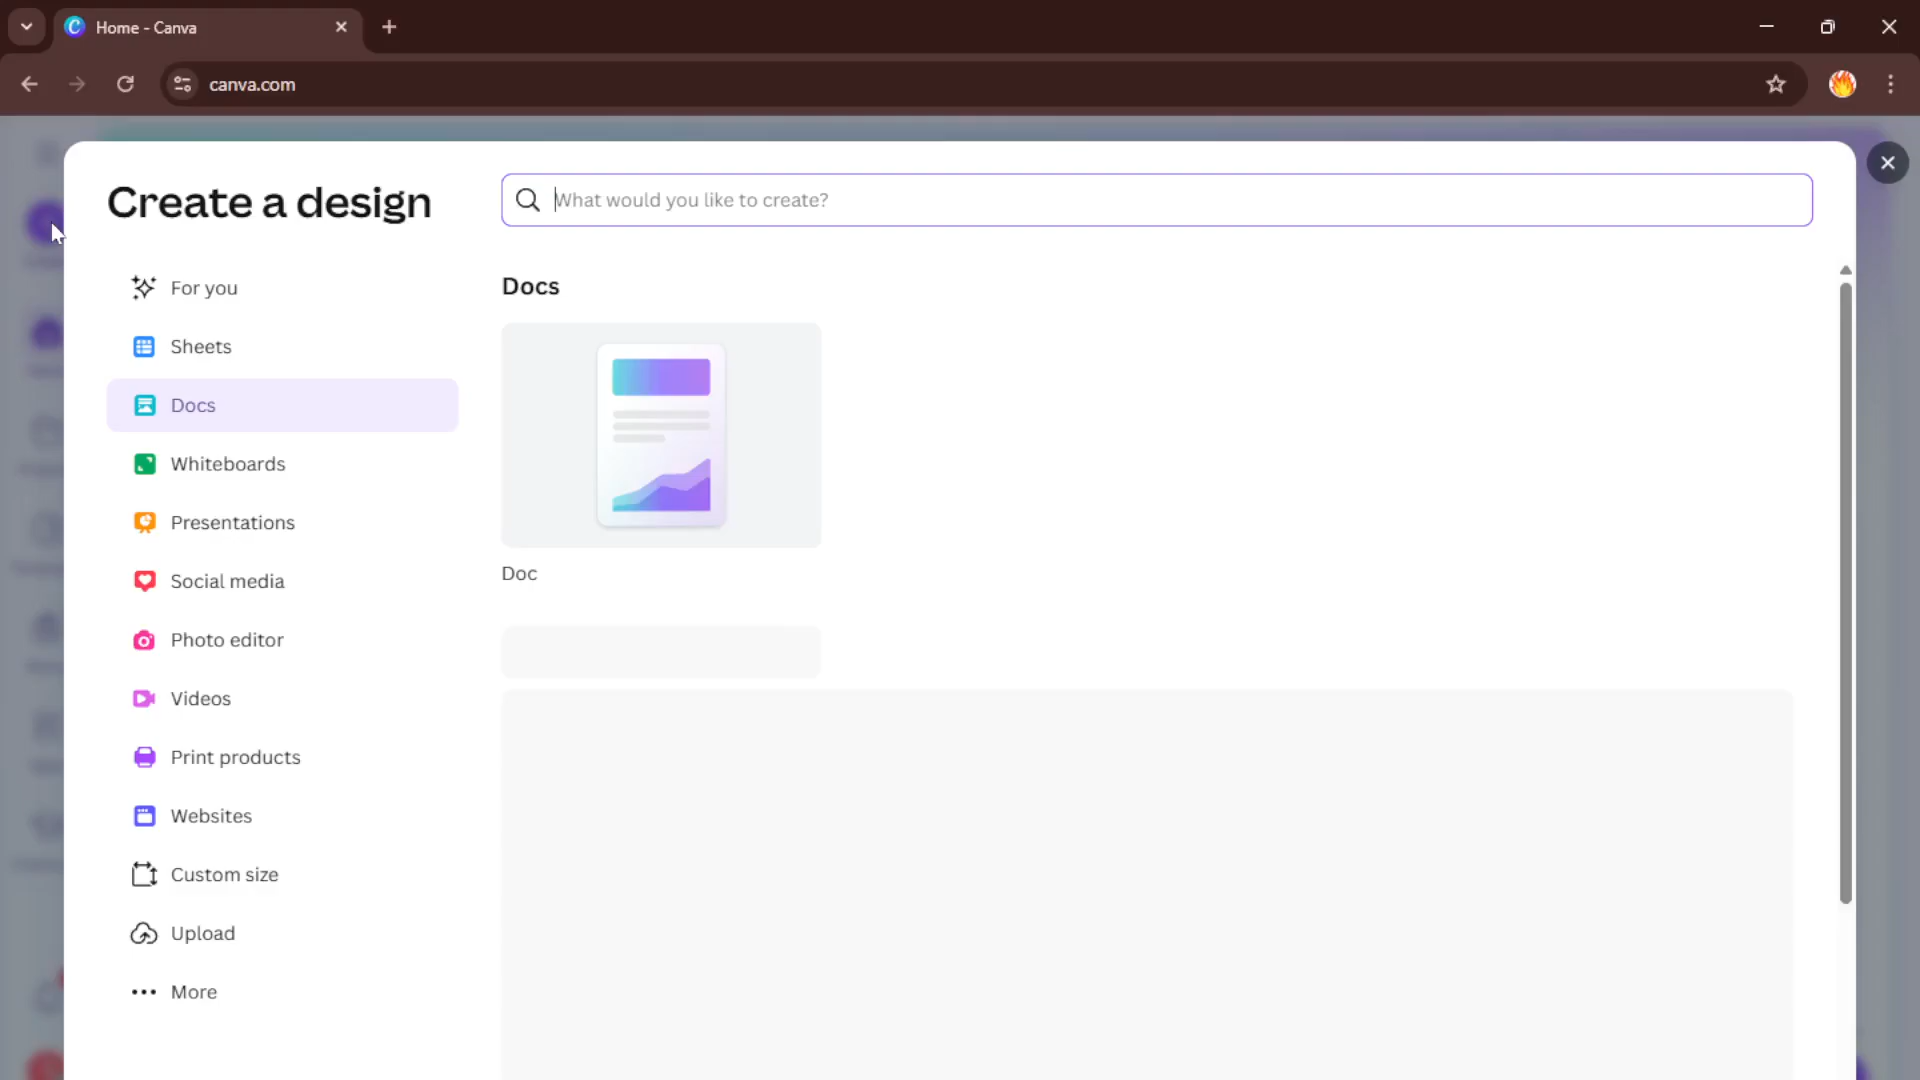 Home - Canva
canva.com
Create a design
What would you like to create?
For you
Sheets
Docs
Whiteboards
Presentations
Social media
Photo editor
Videos
Print products
Websites
Custom size
Upload
More
Docs
Doc